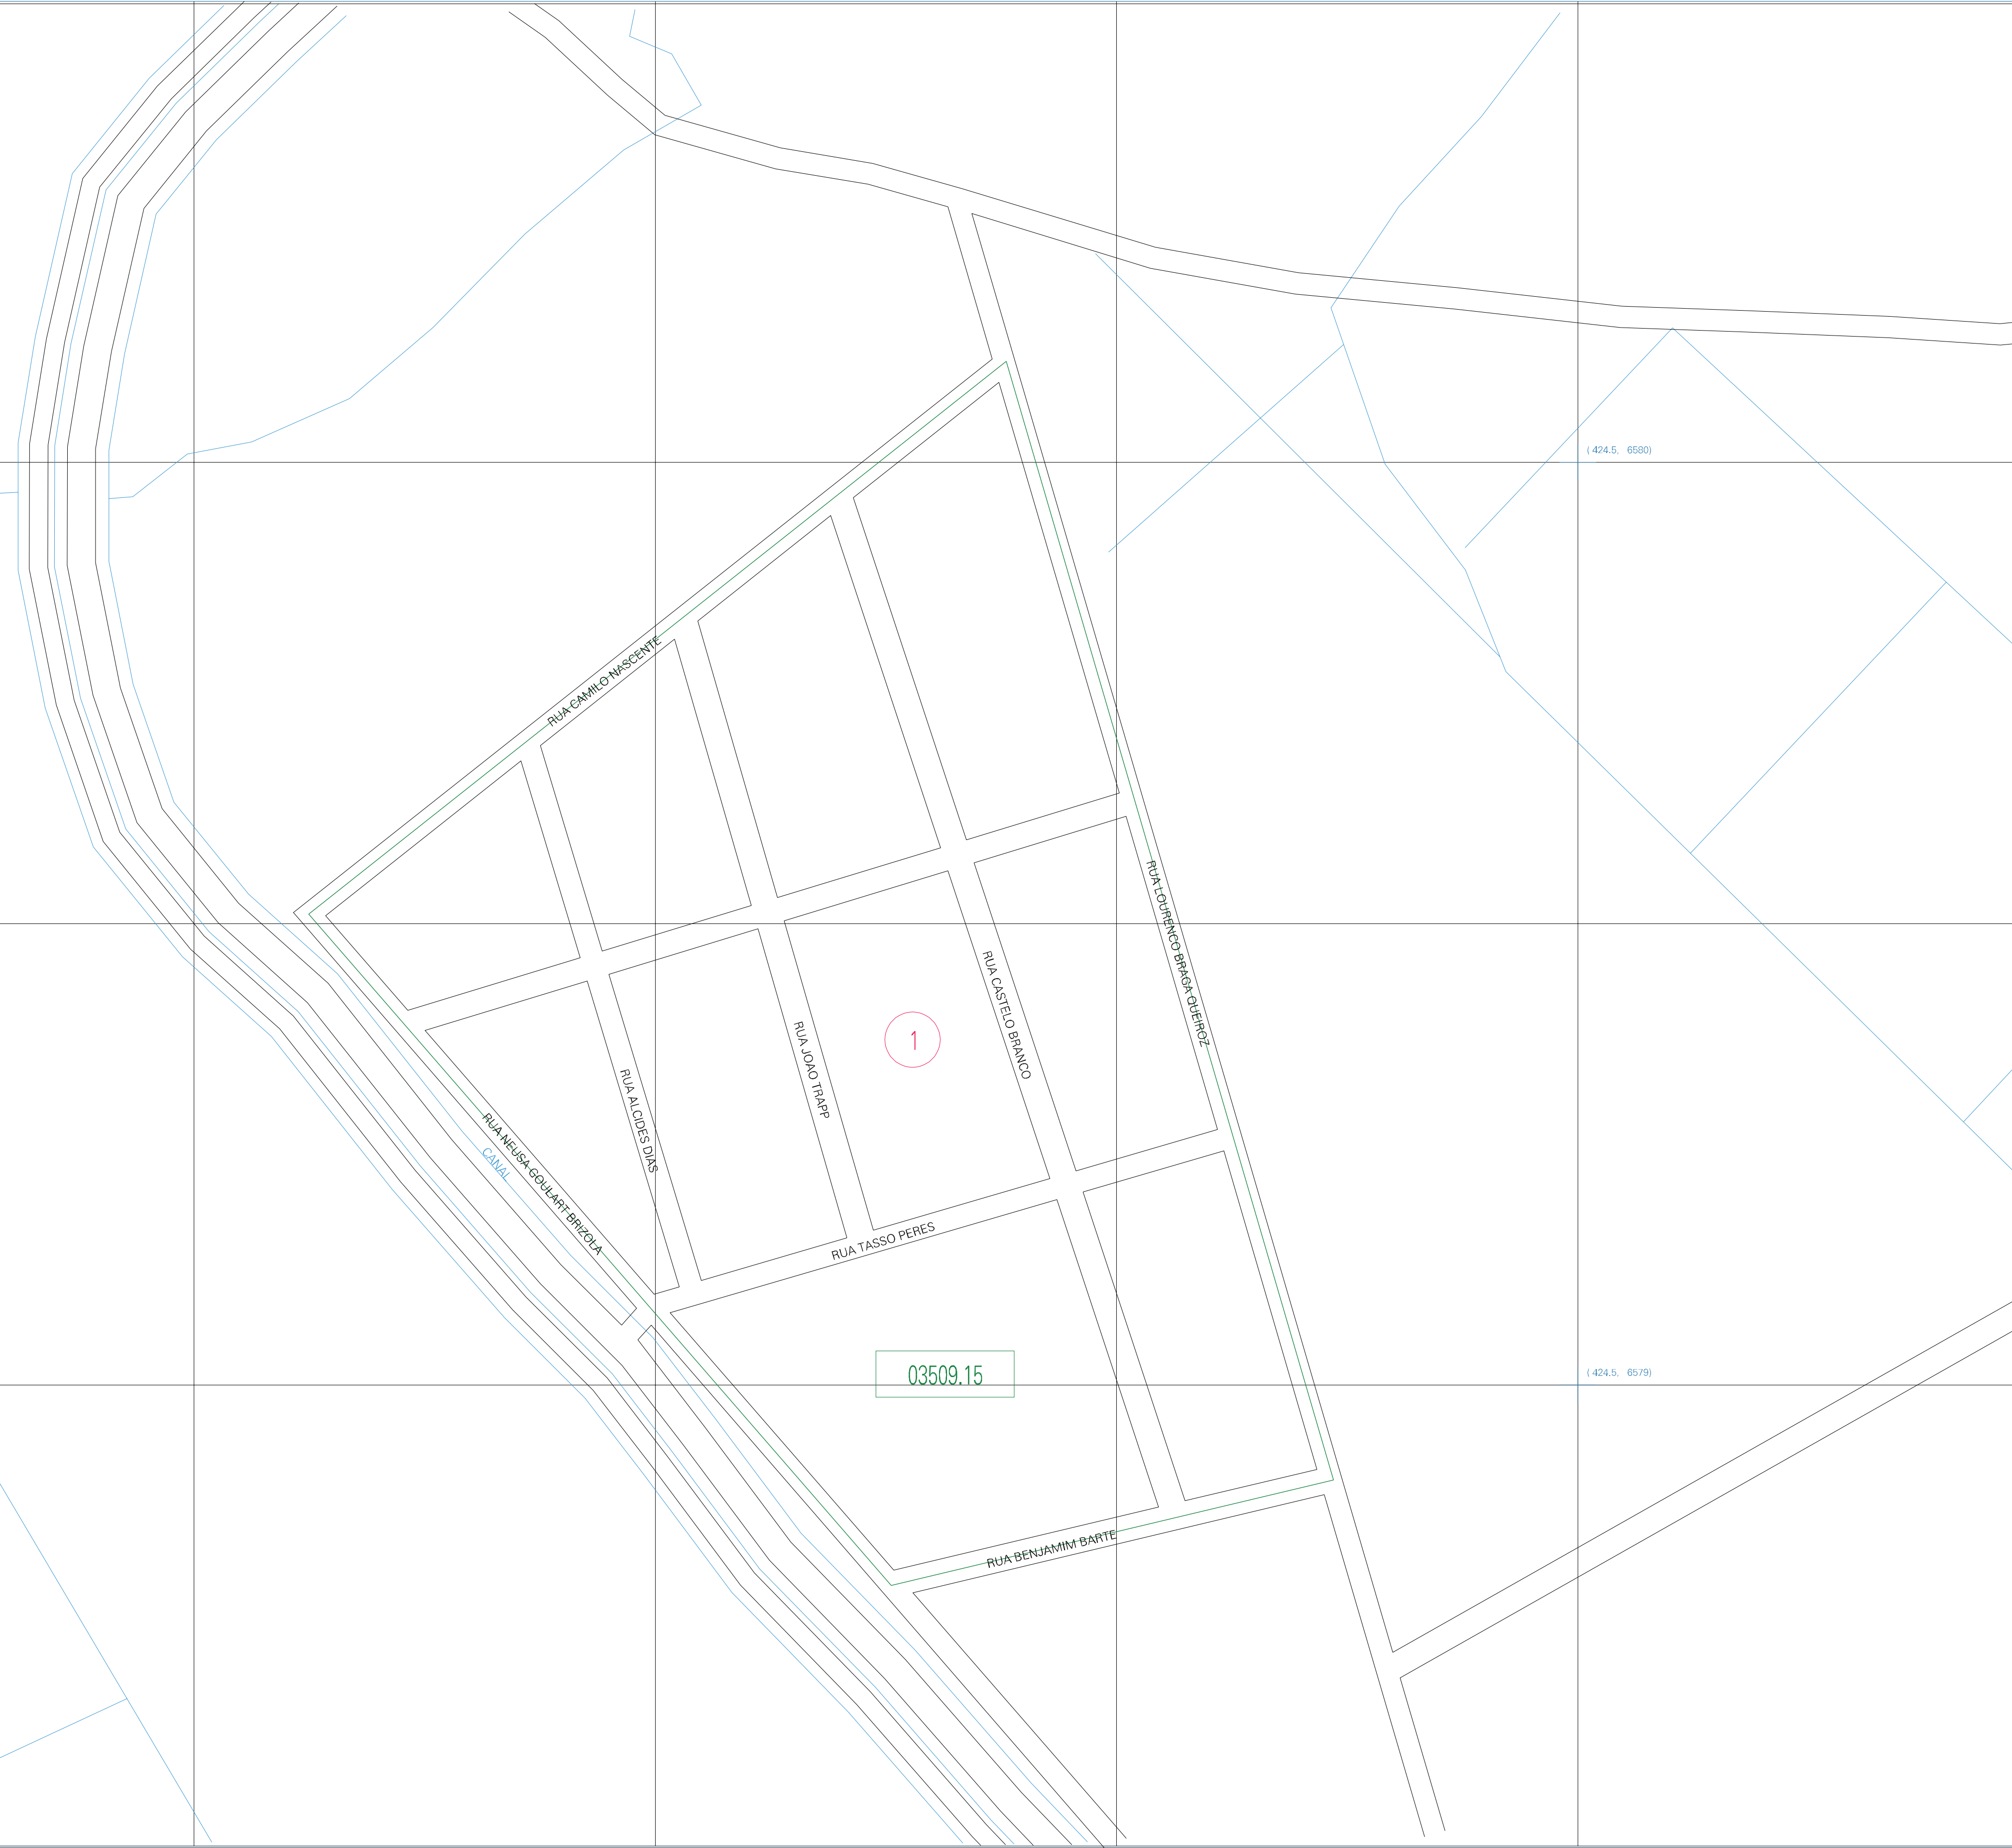 ( 424.5, 6580)
RUA CAMILO NASCENTE
RUA LOURENCO BRAGA QUEIROZ
RUA CASTELO BRANCO
1
RUA JOAO TRAPP
RUA ALCIDES DIAS
RUA NEUSA GOULART BRIZOLA
CANAL
RUA TASSO PERES
03509.15
( 424.5, 6579)
RUA BENJAMIM BARTE